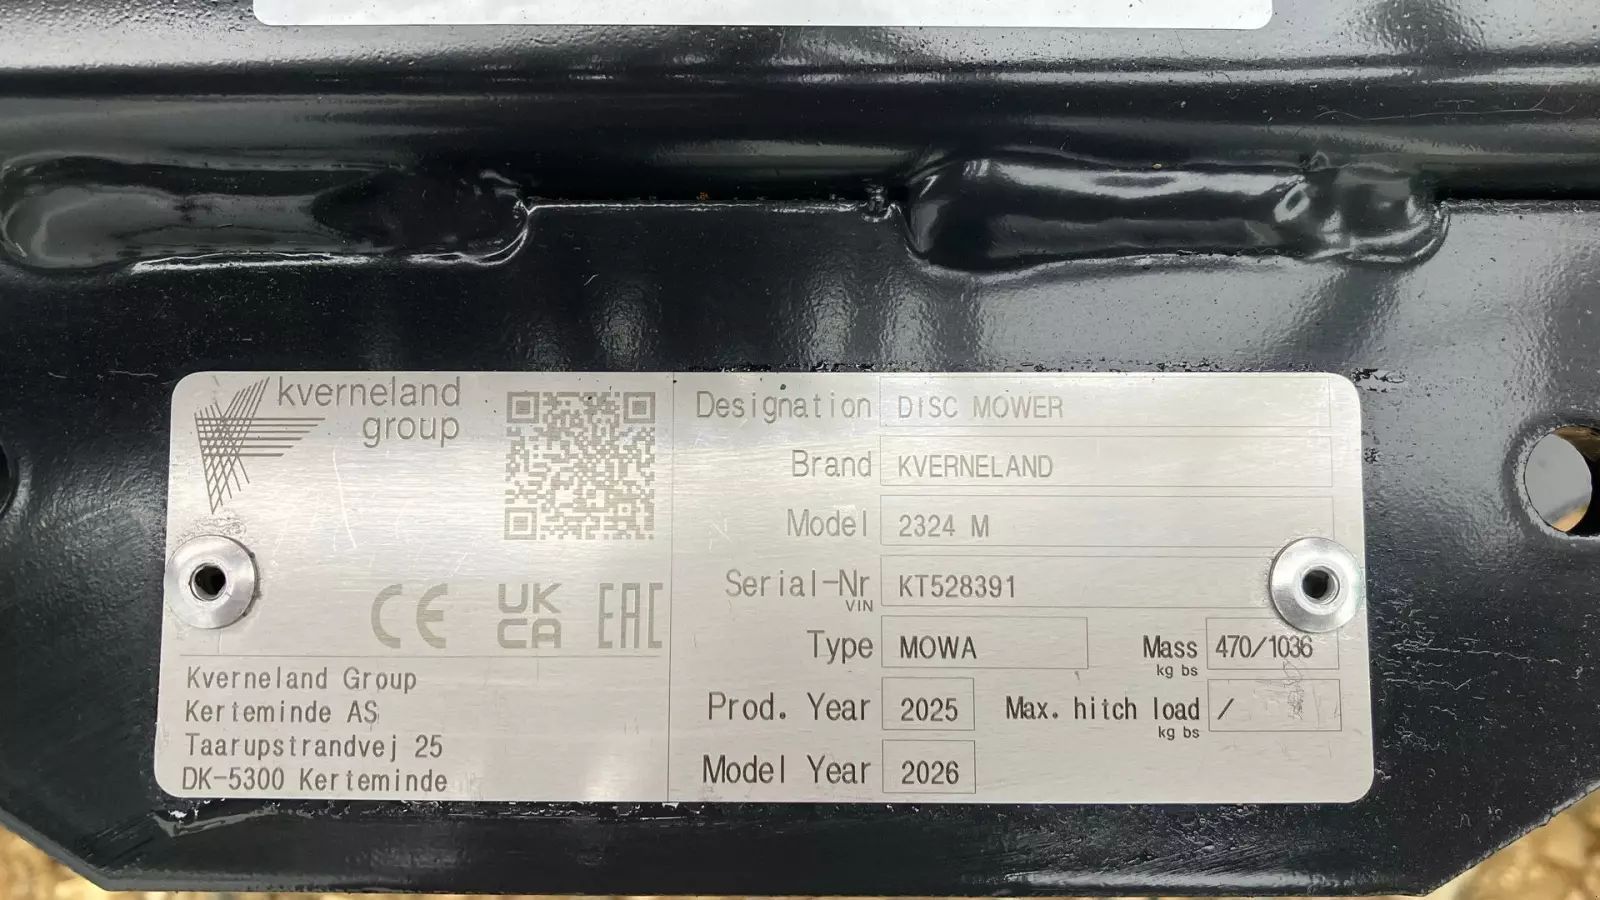 kverneland
group
CE UK CA EAC
Kverneland Group
Kerteminde AS
Taarupstrandvej 25
DK-5300 Kerteminde
Designation DISC MOWER
Brand KVERNELAND
Model 2324 M
Serial-Nr KT528391
VIN
Type MOWA Mass 470/1036
kg bs
Prod. Year 2025 Max. hitch load /
kg bs
Model Year 2026